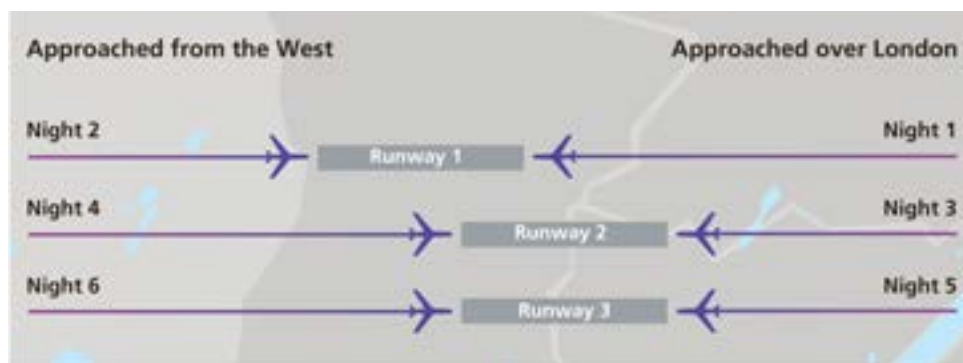 Approached from the West
Approached over London
Night 2
Night 1
Runway 1
Night 4
Night 3
Runway 2
Night 6
Night 5
Runway 3